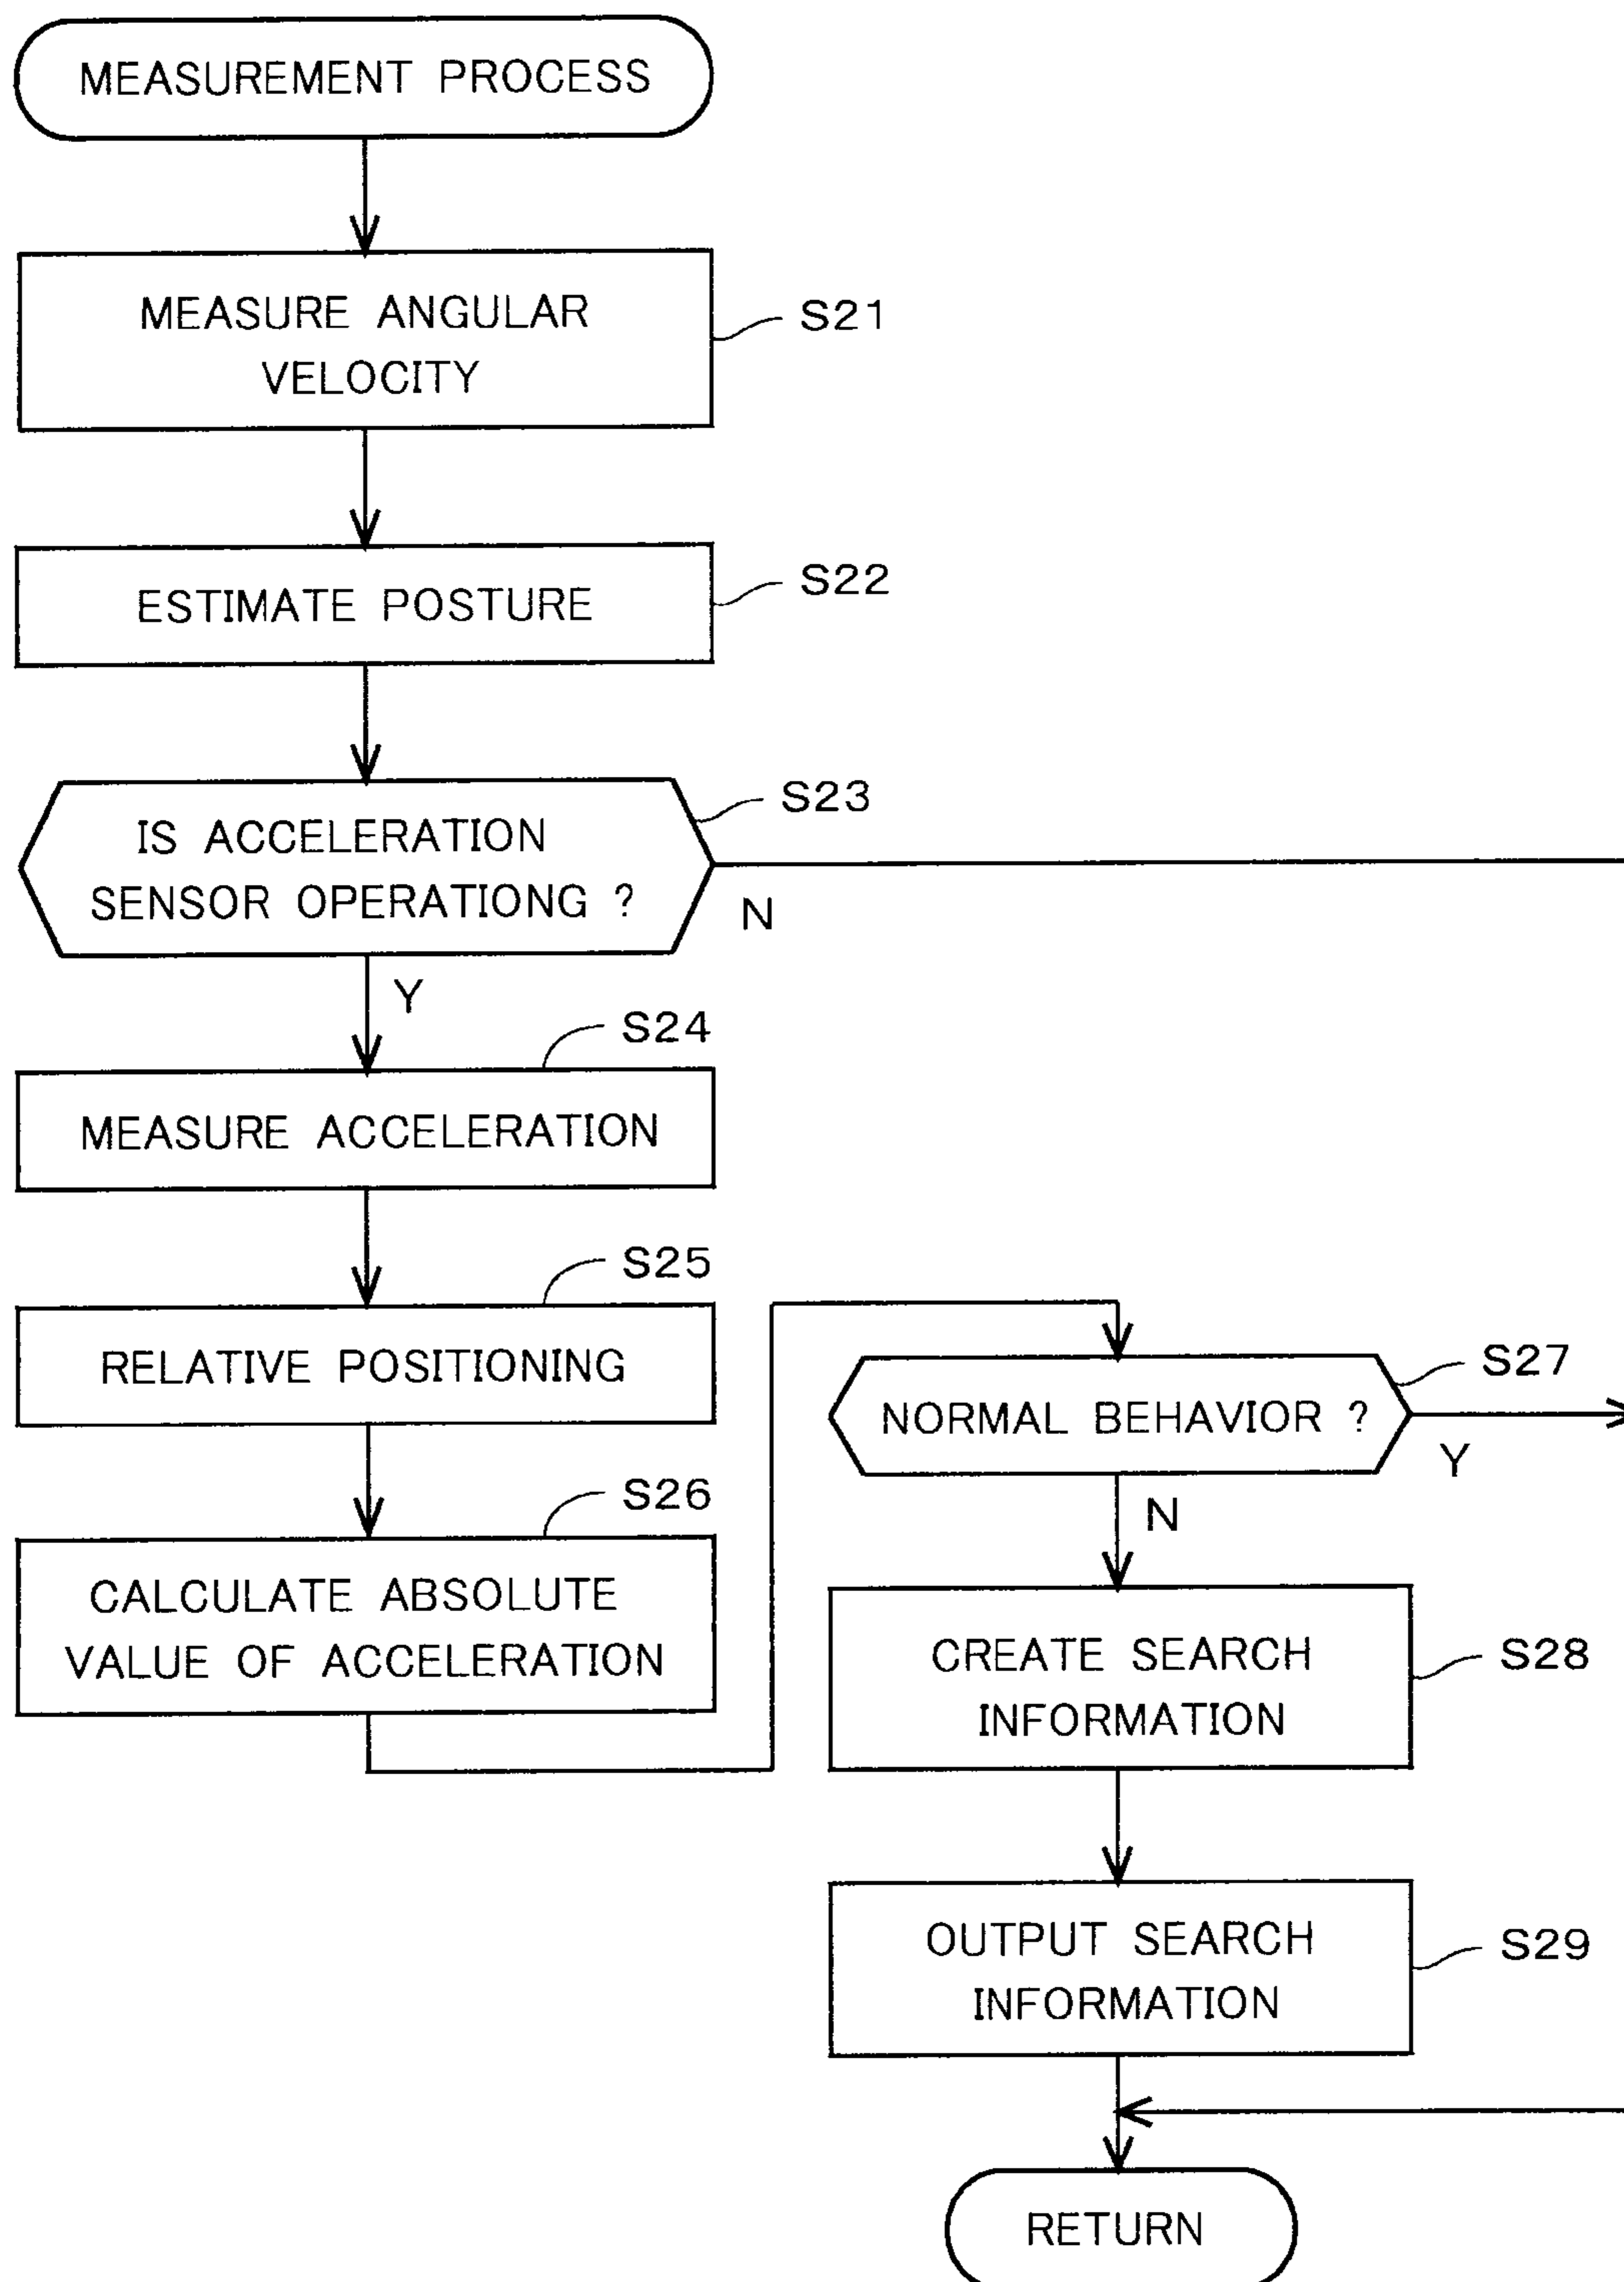 MEASUREMENT PROCESS
MEASURE ANGULAR
VELOCITY
S21
ESTIMATE POSTURE
S22
IS ACCELERATION
SENSOR OPERATIONG ?
S23
N
Y
S24
MEASURE ACCELERATION
S25
RELATIVE POSITIONING
S26
CALCULATE ABSOLUTE
VALUE OF ACCELERATION
NORMAL BEHAVIOR ?
S27
Y
N
CREATE SEARCH
INFORMATION
S28
OUTPUT SEARCH
INFORMATION
S29
RETURN